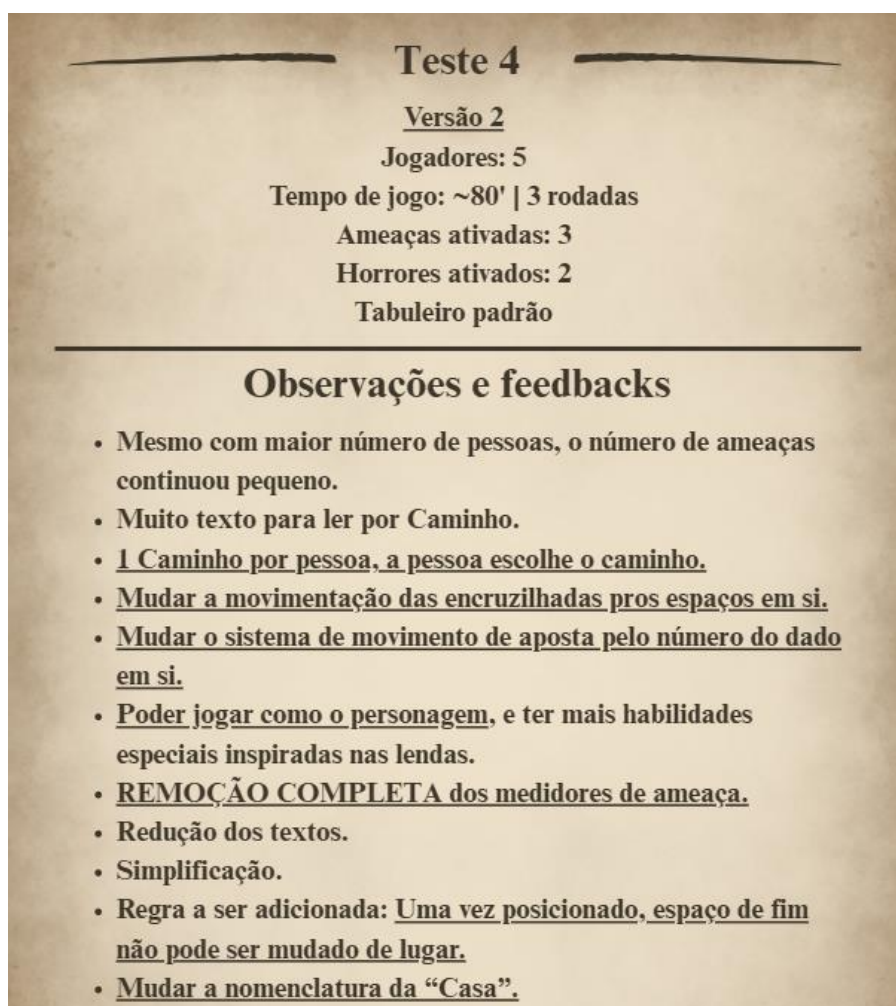 Teste 4
Versão 2
Jogadores: 5
Tempo de jogo: ~80' | 3 rodadas
Ameaças ativadas: 3
Horrores ativados: 2
Tabuleiro padrão
Observações e feedbacks
• Mesmo com maior número de pessoas, o número de ameaças
continuou pequeno.
• Muito texto para ler por Caminho.
• 1 Caminho por pessoa, a pessoa escolhe o caminho.
• Mudar a movimentação das encruzilhadas pros espaços em si.
• Mudar o sistema de movimento de aposta pelo número do dado
em si.
• Poder jogar como o personagem, e ter mais habilidades
especiais inspiradas nas lendas.
• REMOÇÃO COMPLETA dos medidores de ameaça.
• Redução dos textos.
• Simplificação.
• Regra a ser adicionada: Uma vez posicionado, espaço de fim
não pode ser mudado de lugar.
• Mudar a nomenclatura da “Casa”.